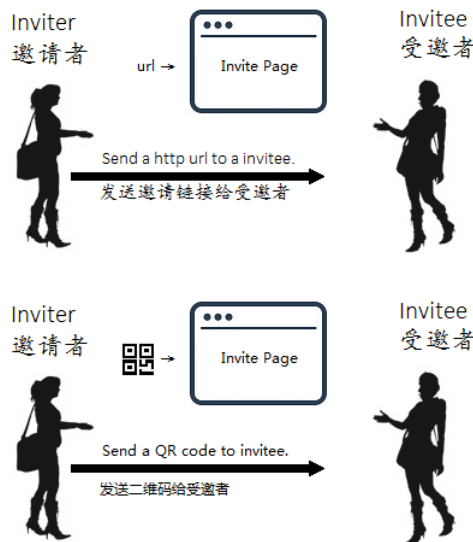 Inviter
邀请者
Invitee
受邀者
url →
Invite Page
Send a http url to a invitee.
发送邀请链接给受邀者
Inviter
邀请者
Invitee
受邀者
→
Invite Page
Send a QR code to invitee.
发送二维码给受邀者